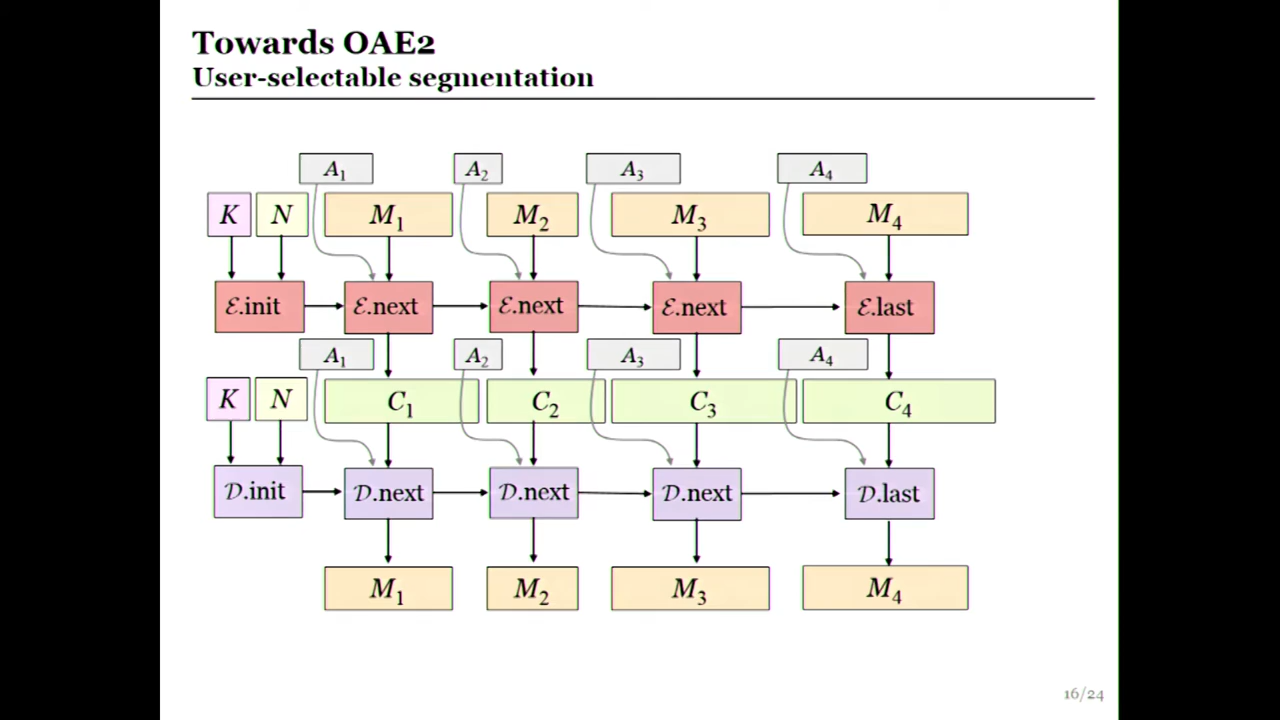 Towards OAE2
User-selectable segmentation
A₁ A₂ A₃ A₄
K N M₁ M₂ M₃ M₄
ℰ.init ℰ.next ℰ.next ℰ.next ℰ.last
A₁ A₂ A₃ A₄
K N C₁ C₂ C₃ C₄
𝒟.init 𝒟.next 𝒟.next 𝒟.next 𝒟.last
M₁ M₂ M₃ M₄
16/24